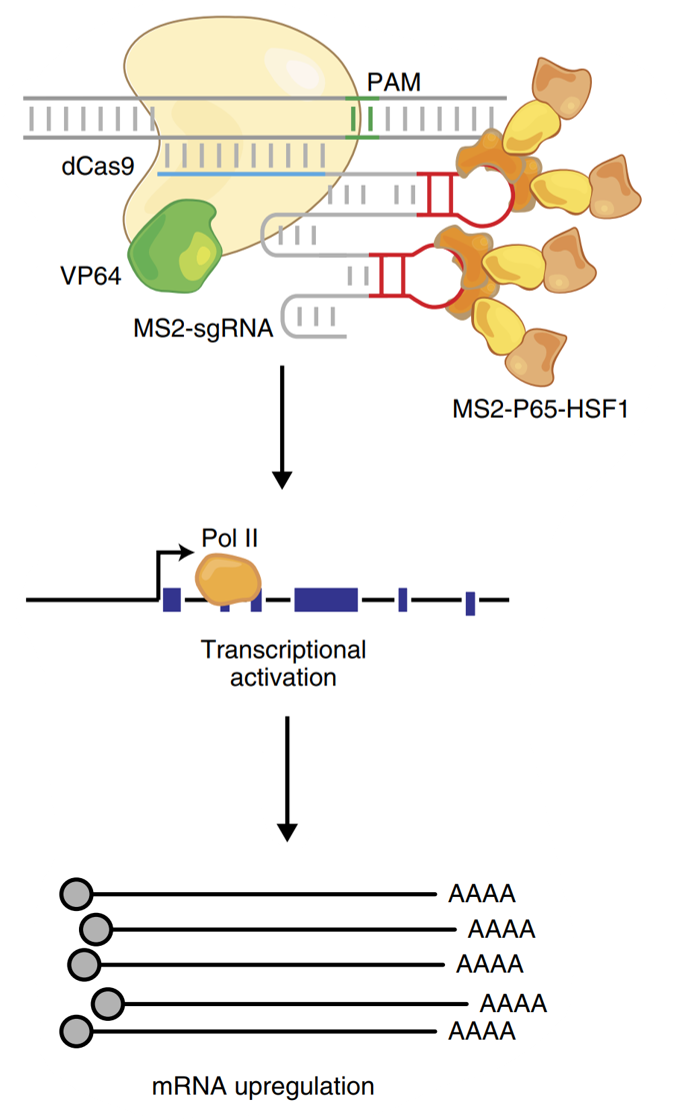 PAM
dCas9
VP64
MS2-sgRNA
MS2-P65-HSF1
Pol II
Transcriptional
activation
AAAA
AAAA
AAAA
AAAA
AAAA
mRNA upregulation